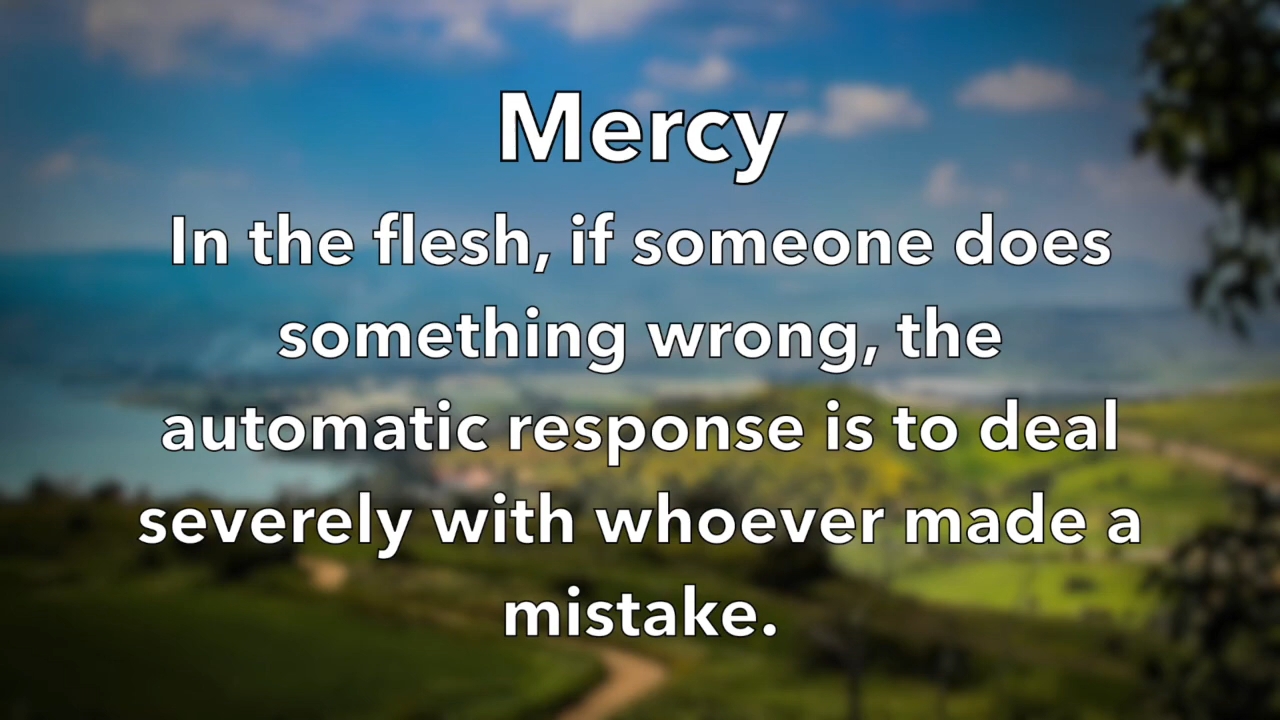 Mercy
In the flesh, if someone does
something wrong, the
automatic response is to deal
severely with whoever made a
mistake.